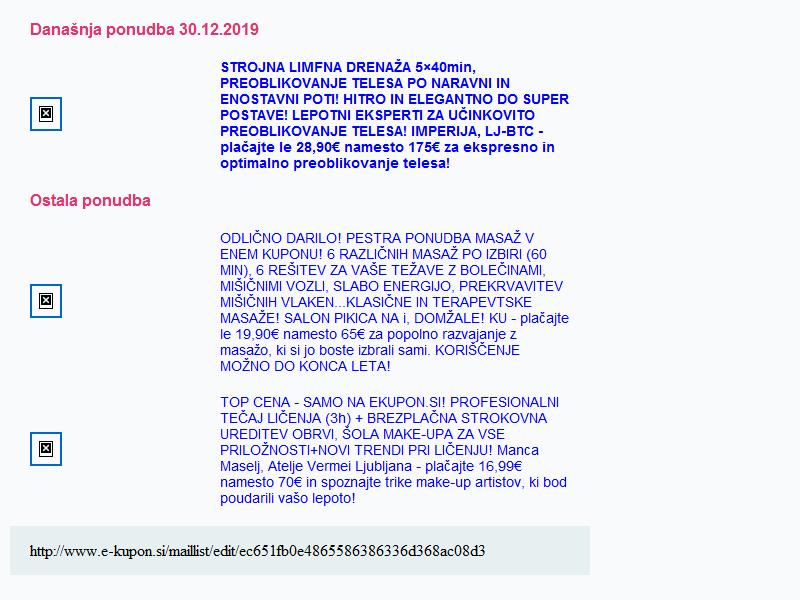 Današnja ponudba 30.12.2019
STROJNA LIMFNA DRENAŽA 5×40min,
PREOBLIKOVANJE TELESA PO NARAVNI IN
ENOSTAVNI POTI! HITRO IN ELEGANTNO DO SUPER
POSTAVE! LEPOTNI EKSPERTI ZA UČINKOVITO
PREOBLIKOVANJE TELESA! IMPERIJA, LJ-BTC -
plačajte le 28,90€ namesto 175€ za ekspresno in
optimalno preoblikovanje telesa!
Ostala ponudba
ODLIČNO DARILO! PESTRA PONUDBA MASAŽ V
ENEM KUPONU! 6 RAZLIČNIH MASAŽ PO IZBIRI (60
MIN), 6 REŠITEV ZA VAŠE TEŽAVE Z BOLEČINAMI,
MIŠIČNIMI VOZLI, SLABO ENERGIJO, PREKRVAVITEV
MIŠIČNIH VLAKEN...KLASIČNE IN TERAPEVTSKE
MASAŽE! SALON PIKICA NA i, DOMŽALE! KU - plačajte
le 19,90€ namesto 65€ za popolno razvajanje z
masažo, ki si jo boste izbrali sami. KORIŠČENJE
MOŽNO DO KONCA LETA!
TOP CENA - SAMO NA EKUPON.SI! PROFESIONALNI
TEČAJ LIČENJA (3h) + BREZPLAČNA STROKOVNA
UREDITEV OBRVI, ŠOLA MAKE-UPA ZA VSE
PRILOŽNOSTI+NOVI TRENDI PRI LIČENJU! Manca
Maselj, Atelje Vermei Ljubljana - plačajte 16,99€
namesto 70€ in spoznajte trike make-up artistov, ki bod
poudarili vašo lepoto!
http://www.e-kupon.si/maillist/edit/ec651fb0e4865586386336d368ac08d3